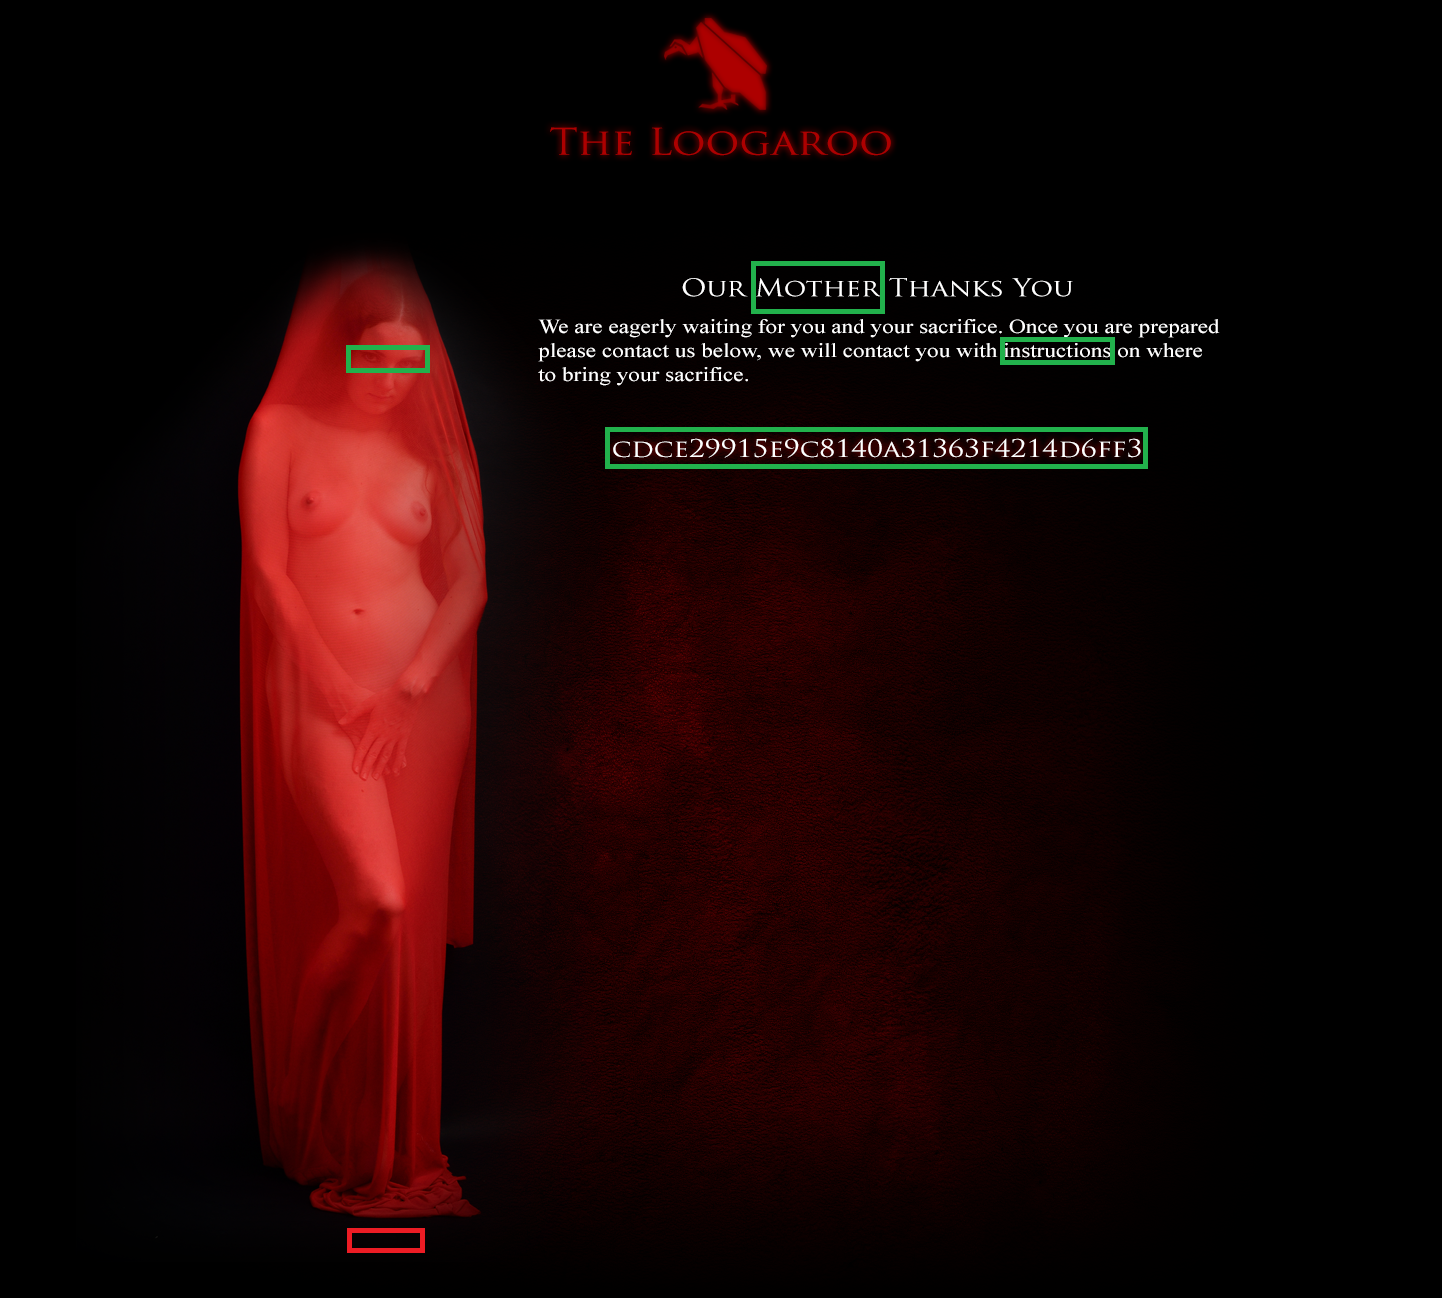 The Loogaroo
Our Mother Thanks You
We are eagerly waiting for you and your sacrifice. Once you are prepared
please contact us below, we will contact you with instructions on where
to bring your sacrifice.
cdce29915e9c8140a31363f4214d6ff3